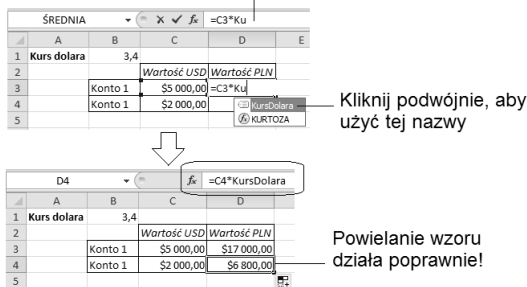 ŚREDNIA fx =C3*Ku
A B C D E
1 Kurs dolara 3,4
2 Wartość USD Wartość PLN
3 Konto 1 $5 000,00 =C3*Ku
4 Konto 1 $2 000,00 KursDolara
5 fx KURTOZA
Kliknij podwójnie, aby
użyć tej nazwy
D4 fx =C4*KursDolara
A B C D
1 Kurs dolara 3,4
2 Wartość USD Wartość PLN
3 Konto 1 $5 000,00 $17 000,00
4 Konto 1 $2 000,00 $6 800,00
5
Powielanie wzoru
działa poprawnie!